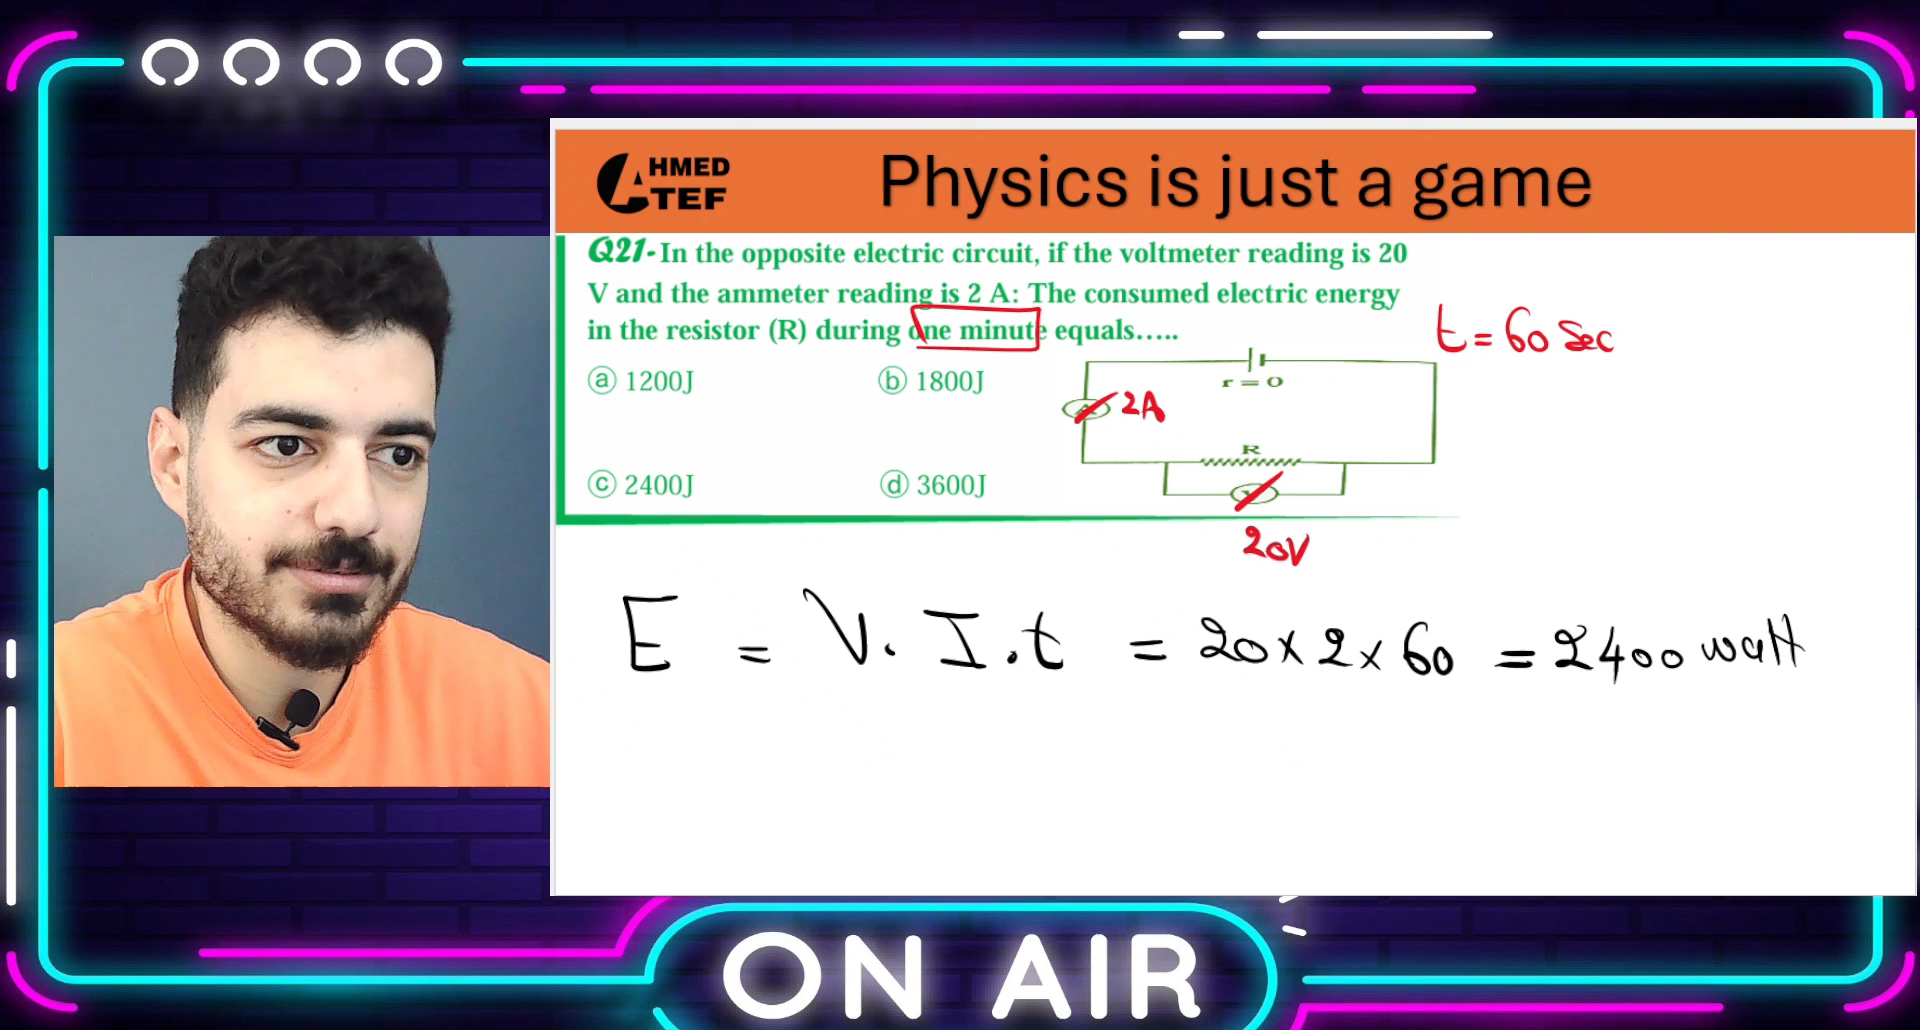 AHMED
ATEF
Physics is just a game
Q21- In the opposite electric circuit, if the voltmeter reading is 20
V and the ammeter reading is 2 A: The consumed electric energy
in the resistor (R) during one minute equals.....
t = 60 sec
ⓐ 1200J ⓑ 1800J
r = 0
2A
R
ⓒ 2400J ⓓ 3600J
20V
E = V. I. t = 20 x 2 x 60 = 2400 watt
ON AIR